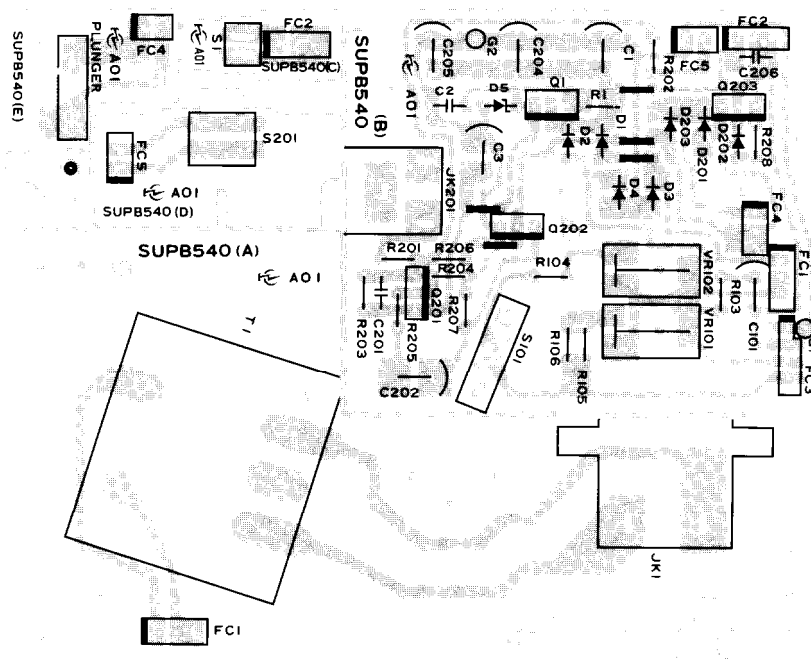 SUPB540(E)
PLUNGER
A01
FC4
A01
S1
FC2
SUPB540(C)
FC5
S201
A01
SUPB540(D)
SUPB540 (A)
A01
T1
FC1
SUPB540 (B)
A01
C205
Q2
C204
C1
R202
FC5
FC2
C206
C2
D5
Q1
R1
D1
Q203
D2
D203
D201
D202
R208
C3
JK201
D4
D3
Q202
FC4
FC1
R201
R206
R204
R104
VR102
R103
C101
R203
C201
R205
Q201
R207
S101
R106
R105
VR101
FC3
C202
JK1